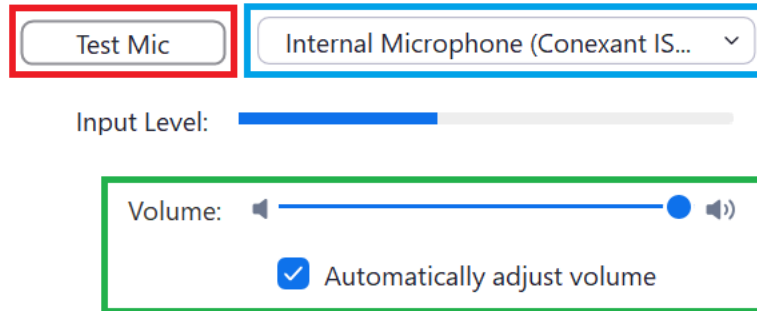 Test Mic Internal Microphone (Conexant IS...
Input Level:
Volume:
Automatically adjust volume